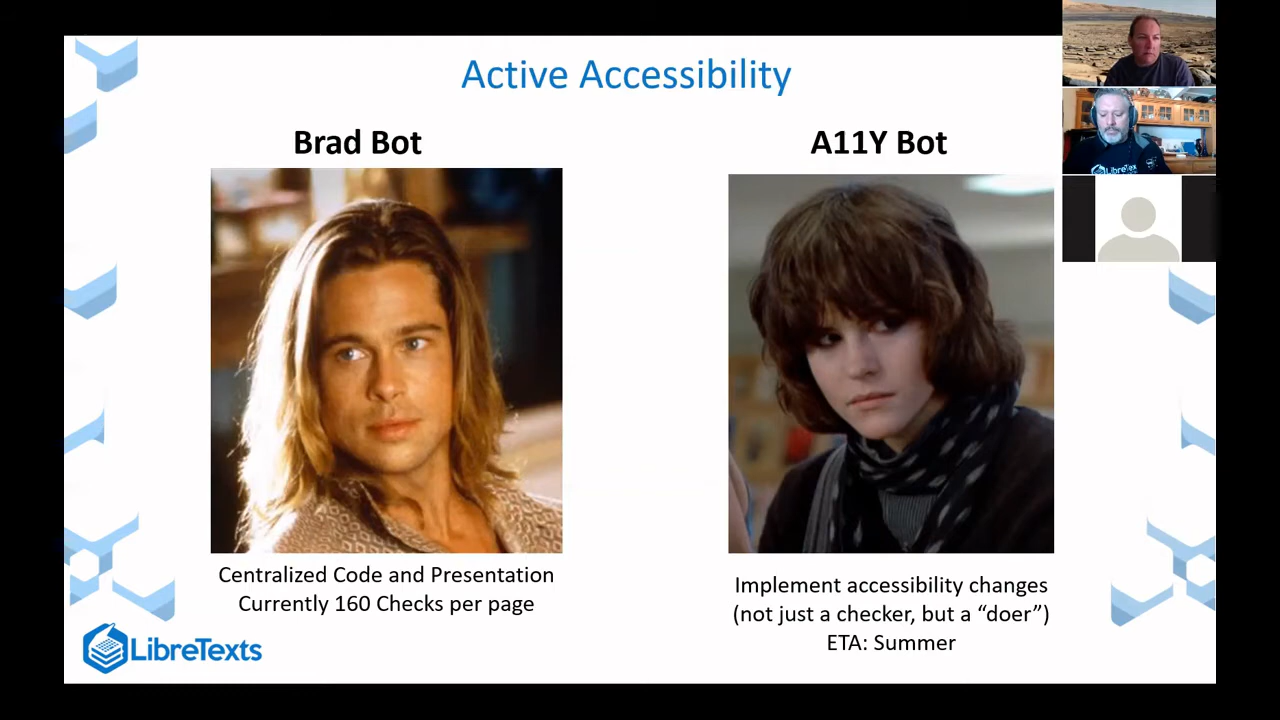 Active Accessibility
Brad Bot
A11Y Bot
Centralized Code and Presentation
Currently 160 Checks per page
Implement accessibility changes
(not just a checker, but a “doer”)
ETA: Summer
LibreTexts
LibreTex